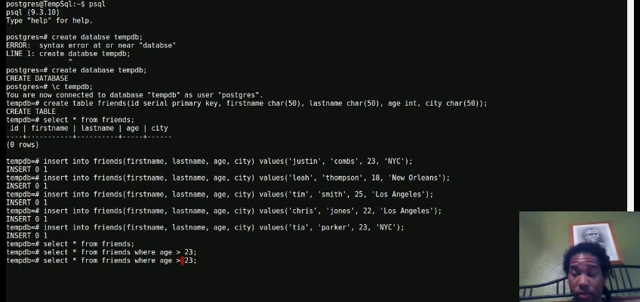 postgres@TempSql:~$ psql
psql (9.3.10)
Type "help" for help.
postgres=# create databse tempdb;
ERROR:  syntax error at or near "databse"
LINE 1: create databse tempdb;
^
postgres=# create database tempdb;
CREATE DATABASE
postgres=# \c tempdb;
You are now connected to database "tempdb" as user "postgres".
tempdb=# create table friends(id serial primary key, firstname char(50), lastname char(50), age int, city char(50));
CREATE TABLE
tempdb=# select * from friends;
id | firstname | lastname | age | city
----+-----------+----------+-----+------
(0 rows)
tempdb=# insert into friends(firstname, lastname, age, city) values('justin', 'combs', 23, 'NYC');
INSERT 0 1
tempdb=# insert into friends(firstname, lastname, age, city) values('leah', 'thompson', 18, 'New Orleans');
INSERT 0 1
tempdb=# insert into friends(firstname, lastname, age, city) values('tim', 'smith', 25, 'Los Angeles');
INSERT 0 1
tempdb=# insert into friends(firstname, lastname, age, city) values('chris', 'jones', 22, 'Los Angeles');
INSERT 0 1
tempdb=# insert into friends(firstname, lastname, age, city) values('tia', 'parker', 23, 'NYC');
INSERT 0 1
tempdb=# select * from friends;
tempdb=# select * from friends where age > 23;
tempdb=# select * from friends where age > 23;